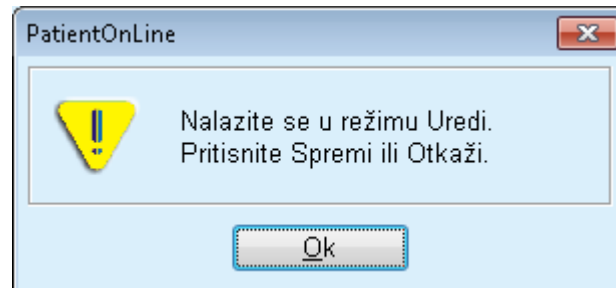 PatientOnLine
Nalazite se u režimu Uredi.
Pritisnite Spremi ili Otkaži.
Ok